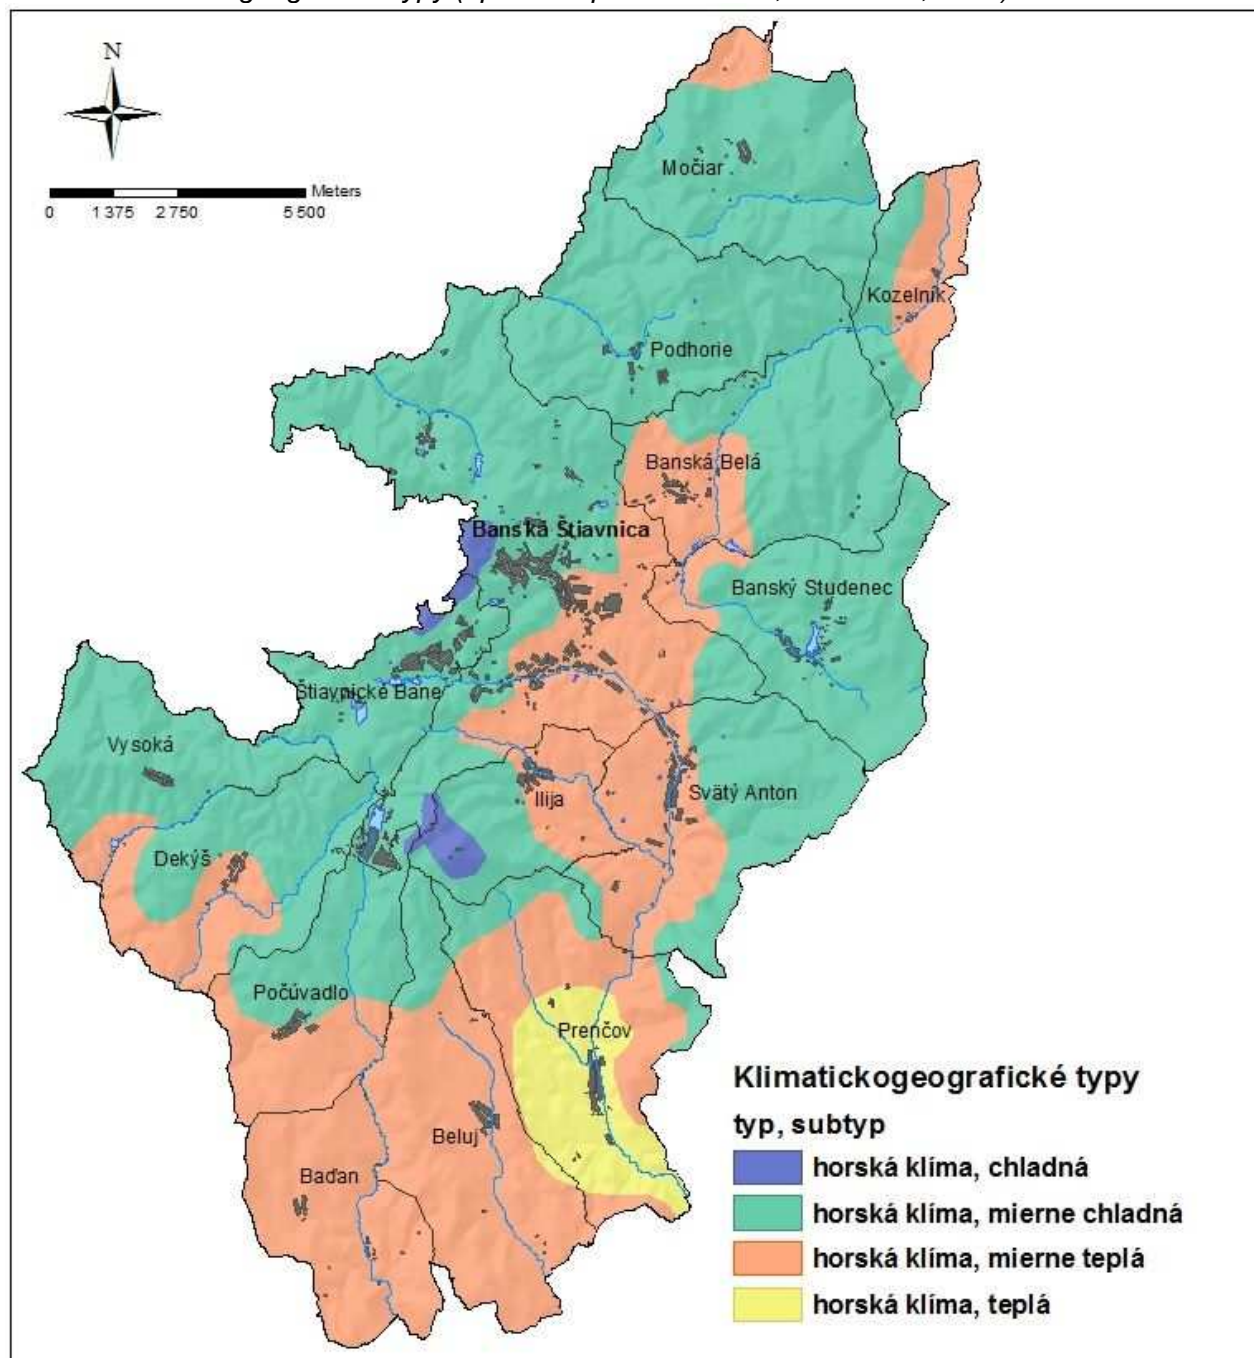 N
Meters
0 1 375 2 750 5 500
Močiar
Kozelník
Podhorie
Banská Belá
Banská Štiavnica
Banský Studenec
Štiavnické Bane
Vysoká
Ilija
Svätý Anton
Dekýš
Počúvadlo
Prenčov
Beluj
Baďan
Klimatickogeografické typy
typ, subtyp
horská klíma, chladná
horská klíma, mierne chladná
horská klíma, mierne teplá
horská klíma, teplá